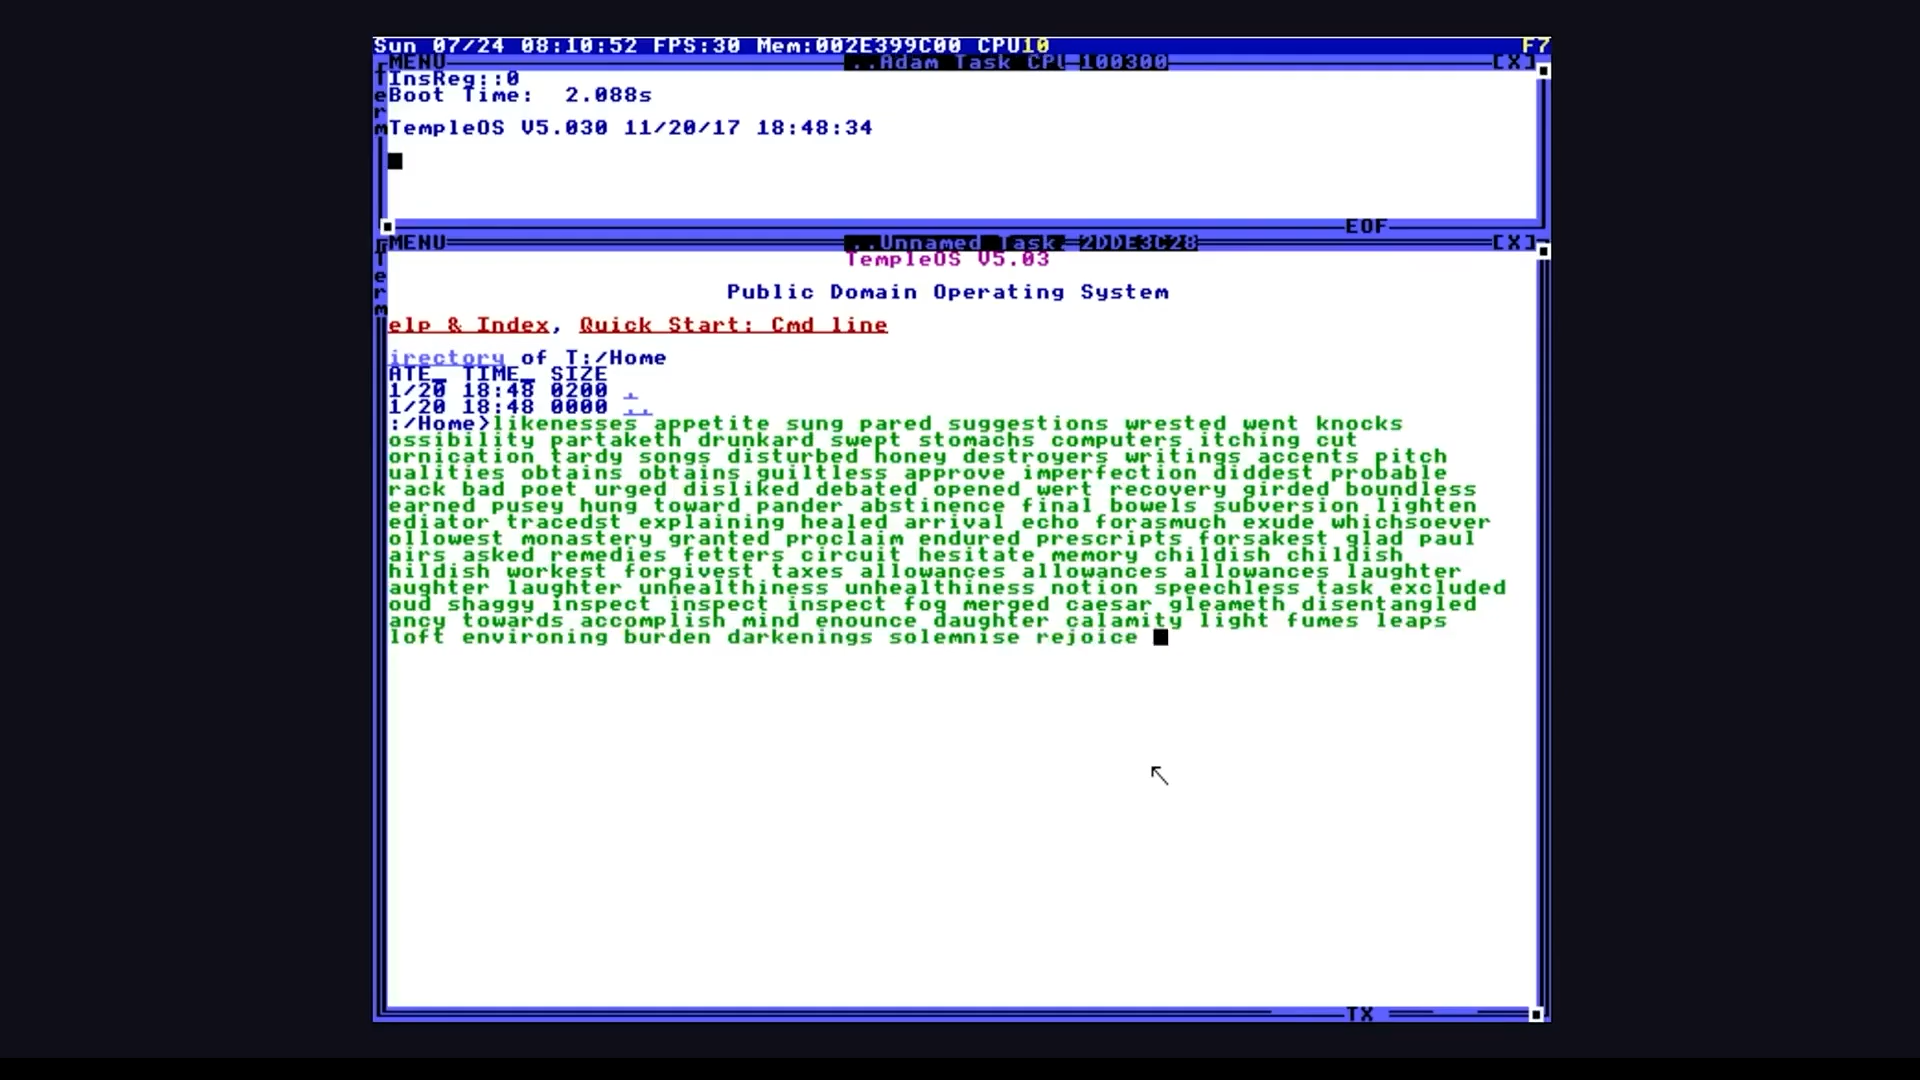 Sun 07/24 08:10:52 FPS:30 Mem:002E399C00 CPU10 F7
MENU ..Adam Task CPU 100300 [X]
InsReg::0
Boot Time: 2.088s
TempleOS V5.030 11/20/17 18:48:34
EOF
MENU ..Unnamed Task. 2DDE3C28 [X]
Term
TempleOS V5.03
Public Domain Operating System
elp & Index, Quick Start: Cmd line
irectory of T:/Home
ATE_ TIME_ SIZE
1/20 18:48 0200 .
1/20 18:48 0000 ..
:/Home>likenesses appetite sung pared suggestions wrested went knocks
ossibility partaketh drunkard swept stomachs computers itching cut
ornication tardy songs disturbed honey destroyers writings accents pitch
ualities obtains obtains guiltless approve imperfection diddest probable
rack bad poet urged disliked debated opened wert recovery girded boundless
earned pusey hung toward pander abstinence final bowels subversion lighten
ediator tracedst explaining healed arrival echo forasmuch exude whichsoever
ollowest monastery granted proclaim endured prescripts forsakest glad paul
airs asked remedies fetters circuit hesitate memory childish childish
hildish workest forgivest taxes allowances allowances allowances laughter
aughter laughter unhealthiness unhealthiness notion speechless task excluded
oud shaggy inspect inspect inspect fog merged caesar gleameth disentangled
ancy towards accomplish mind enounce daughter calamity light fumes leaps
loft environing burden darkenings solemnise rejoice
TX